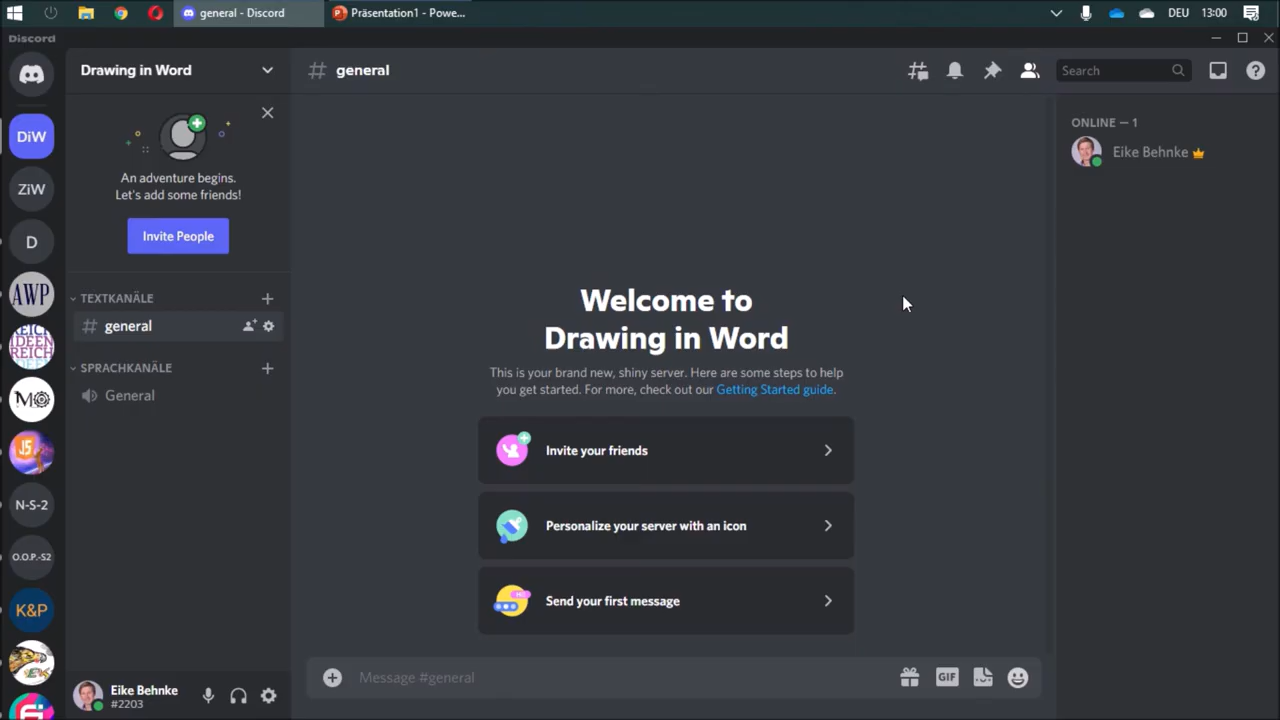 general - Discord
Präsentation1 - Powe...
DEU
13:00
Discord
DiW
ZiW
D
AWP
IDEEN
REICH
JS
N-S-2
O.O.P.-S2
K&P
Drawing in Word
An adventure begins.
Let's add some friends!
Invite People
TEXTKANÄLE
general
SPRACHKANÄLE
General
Eike Behnke
#2203
general
Search
Welcome to
Drawing in Word
This is your brand new, shiny server. Here are some steps to help
you get started. For more, check out our Getting Started guide.
Invite your friends
Personalize your server with an icon
Send your first message
Message #general
GIF
ONLINE — 1
Eike Behnke